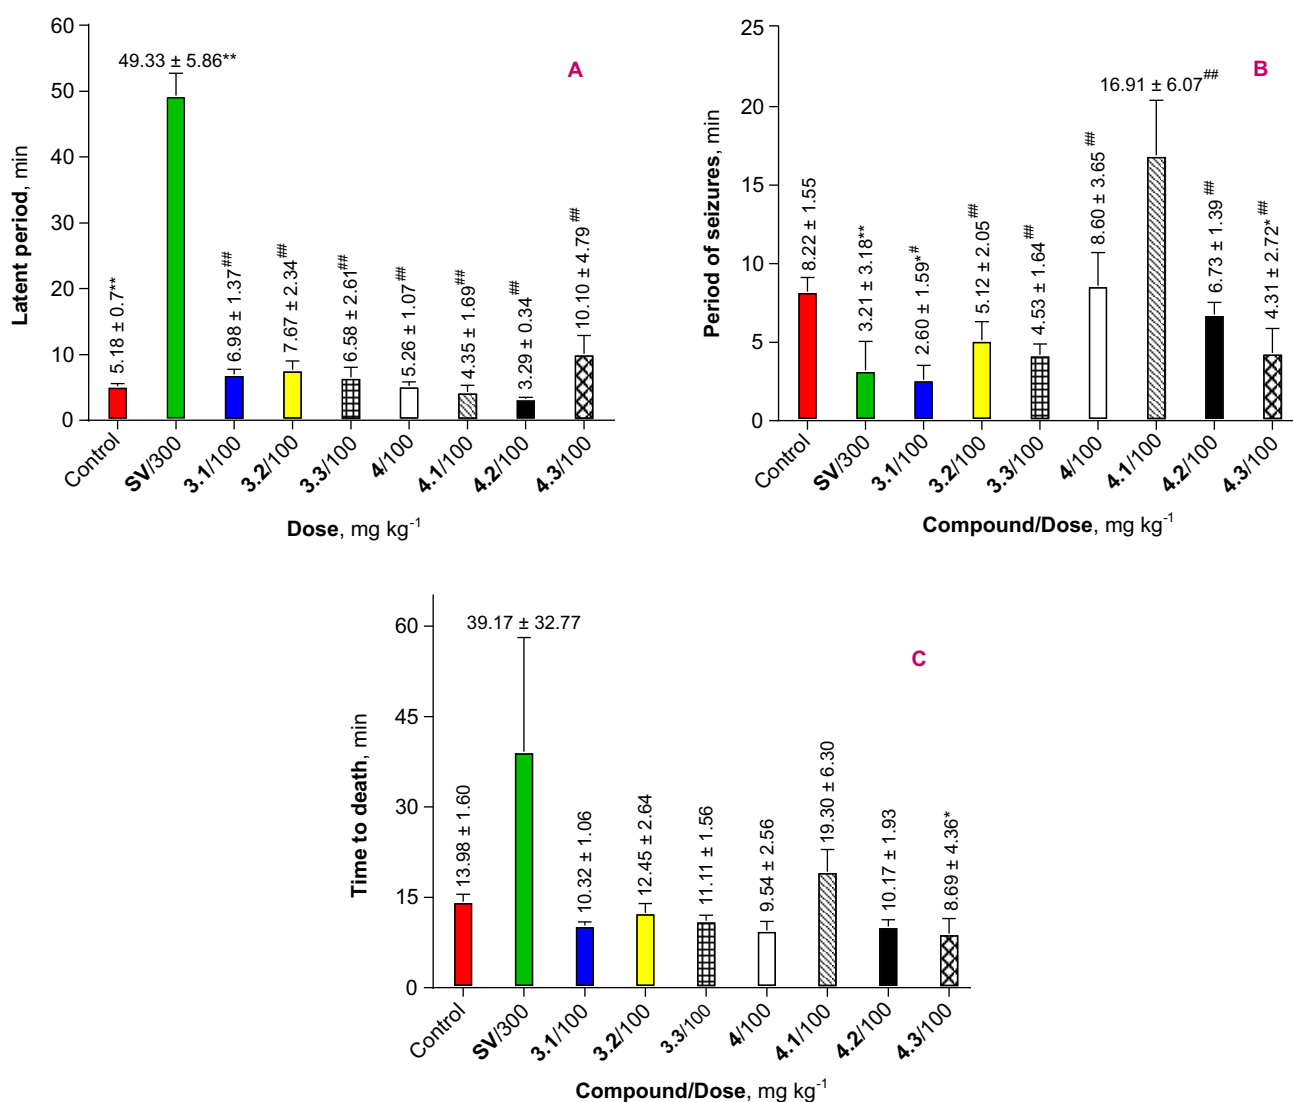 A
Latent period, min
60
50
40
30
20
10
0
5.18 ± 0.7**
49.33 ± 5.86**
6.98 ± 1.37##
7.67 ± 2.34##
6.58 ± 2.61##
5.26 ± 1.07##
4.35 ± 1.69##
3.29 ± 0.34##
10.10 ± 4.79##
Control
SV/300
3.1/100
3.2/100
3.3/100
4/100
4.1/100
4.2/100
4.3/100
Dose, mg kg-1
B
Period of seizures, min
25
20
15
10
5
0
8.22 ± 1.55
3.21 ± 3.18**
2.60 ± 1.59*#
5.12 ± 2.05##
4.53 ± 1.64##
8.60 ± 3.65##
16.91 ± 6.07##
6.73 ± 1.39##
4.31 ± 2.72*##
Control
SV/300
3.1/100
3.2/100
3.3/100
4/100
4.1/100
4.2/100
4.3/100
Compound/Dose, mg kg-1
C
Time to death, min
60
45
30
15
0
13.98 ± 1.60
39.17 ± 32.77
10.32 ± 1.06
12.45 ± 2.64
11.11 ± 1.56
9.54 ± 2.56
19.30 ± 6.30
10.17 ± 1.93
8.69 ± 4.36*
Control
SV/300
3.1/100
3.2/100
3.3/100
4/100
4.1/100
4.2/100
4.3/100
Compound/Dose, mg kg-1